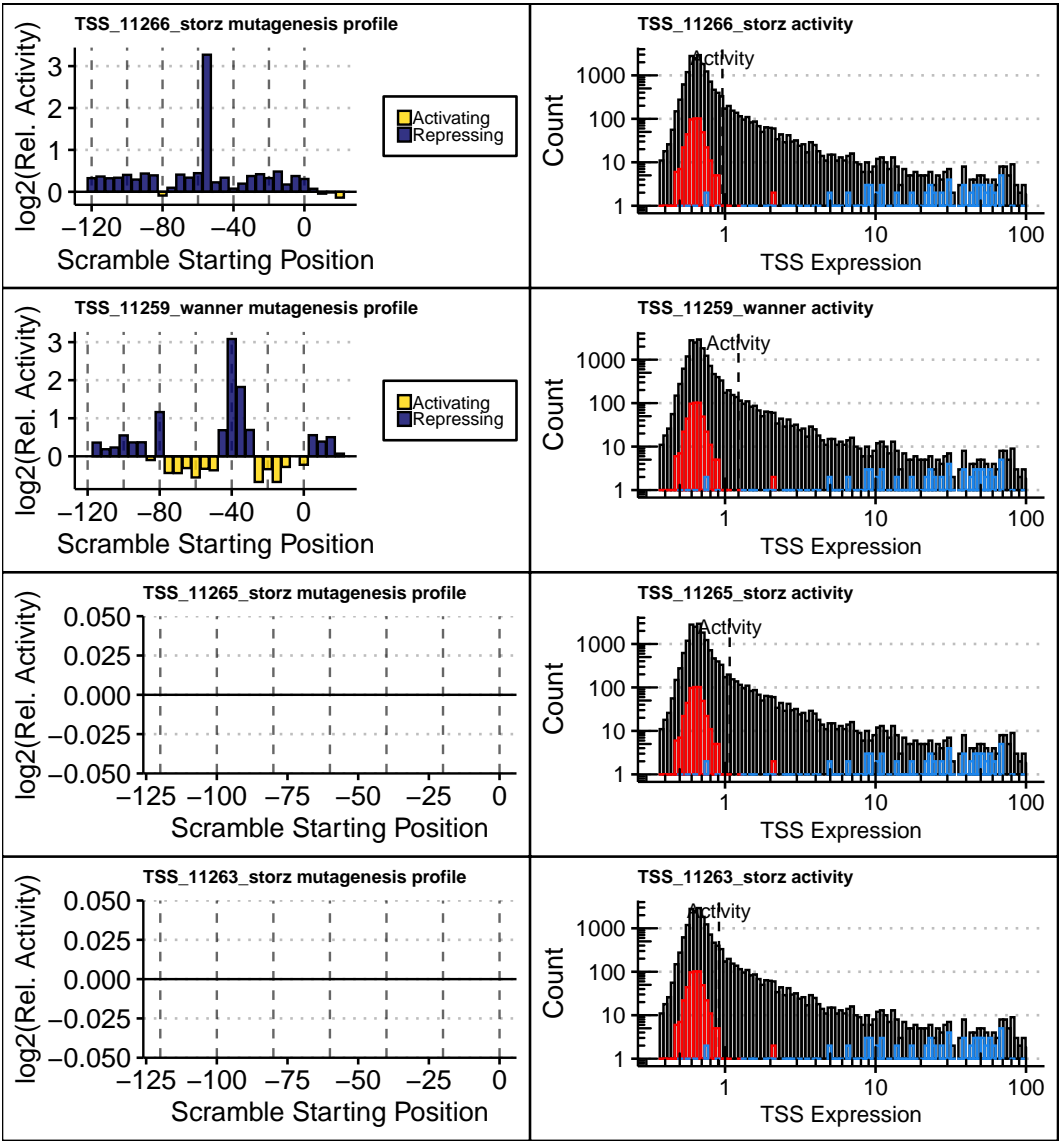 TSS_11266_storz mutagenesis profile
log2(Rel. Activity)
3
2
1
0
−120 −80 −40 0
Scramble Starting Position
Activating
Repressing
TSS_11266_storz activity
Activity
Count
1000
100
10
1
1 10 100
TSS Expression
TSS_11259_wanner mutagenesis profile
log2(Rel. Activity)
3
2
1
0
−120 −80 −40 0
Scramble Starting Position
Activating
Repressing
TSS_11259_wanner activity
Activity
Count
1000
100
10
1
1 10 100
TSS Expression
TSS_11265_storz mutagenesis profile
log2(Rel. Activity)
0.050
0.025
0.000
−0.025
−0.050
−125 −100 −75 −50 −25 0
Scramble Starting Position
TSS_11265_storz activity
Activity
Count
1000
100
10
1
1 10 100
TSS Expression
TSS_11263_storz mutagenesis profile
log2(Rel. Activity)
0.050
0.025
0.000
−0.025
−0.050
−125 −100 −75 −50 −25 0
Scramble Starting Position
TSS_11263_storz activity
Activity
Count
1000
100
10
1
1 10 100
TSS Expression